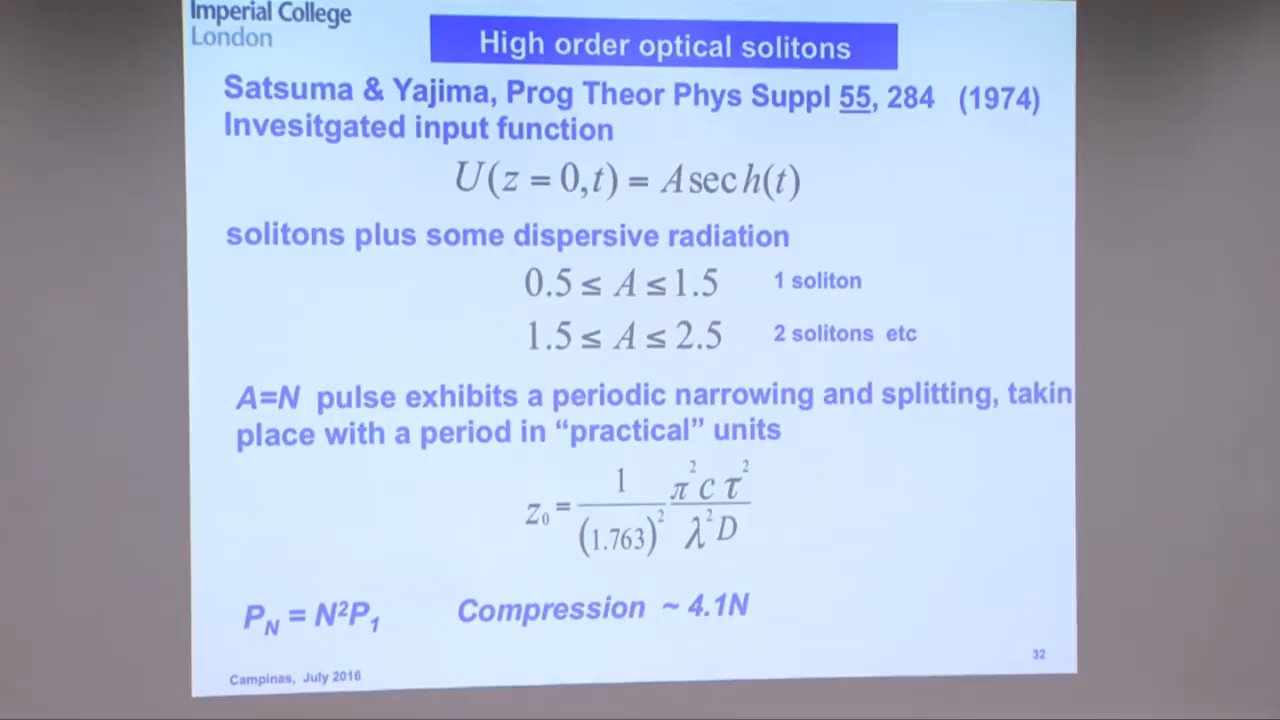 Imperial College
London
High order optical solitons
Satsuma & Yajima, Prog Theor Phys Suppl 55, 284 (1974)
Invesitgated input function
U(z = 0,t) = A sec h(t)
solitons plus some dispersive radiation
0.5 ≤ A ≤ 1.5 1 soliton
1.5 ≤ A ≤ 2.5 2 solitons etc
A=N pulse exhibits a periodic narrowing and splitting, takin
place with a period in “practical” units
z₀ = 1/(1.763)² π²cτ²/λ²D
P_N = N²P₁ Compression ~ 4.1N
32
Campinas, July 2016